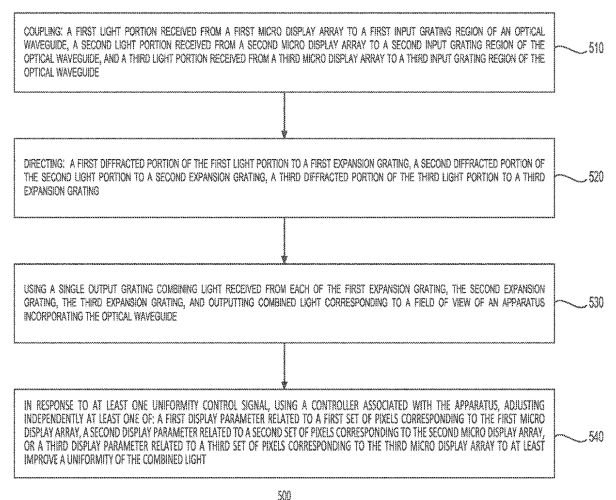 COUPLING: A FIRST LIGHT PORTION RECEIVED FROM A FIRST MICRO DISPLAY ARRAY TO A FIRST INPUT GRATING REGION OF AN OPTICAL
WAVEGUIDE, A SECOND LIGHT PORTION RECEIVED FROM A SECOND MICRO DISPLAY ARRAY TO A SECOND INPUT GRATING REGION OF THE
OPTICAL WAVEGUIDE, AND A THIRD LIGHT PORTION RECEIVED FROM A THIRD MICRO DISPLAY ARRAY TO A THIRD INPUT GRATING REGION OF THE
OPTICAL WAVEGUIDE
510
DIRECTING: A FIRST DIFFRACTED PORTION OF THE FIRST LIGHT PORTION TO A FIRST EXPANSION GRATING, A SECOND DIFFRACTED PORTION OF
THE SECOND LIGHT PORTION TO A SECOND EXPANSION GRATING, A THIRD DIFFRACTED PORTION OF THE THIRD LIGHT PORTION TO A THIRD
EXPANSION GRATING
520
USING A SINGLE OUTPUT GRATING COMBINING LIGHT RECEIVED FROM EACH OF THE FIRST EXPANSION GRATING, THE SECOND EXPANSION
GRATING, THE THIRD EXPANSION GRATING, AND OUTPUTTING COMBINED LIGHT CORRESPONDING TO A FIELD OF VIEW OF AN APPARATUS
INCORPORATING THE OPTICAL WAVEGUIDE
530
IN RESPONSE TO AT LEAST ONE UNIFORMITY CONTROL SIGNAL, USING A CONTROLLER ASSOCIATED WITH THE APPARATUS, ADJUSTING
INDEPENDENTLY AT LEAST ONE OF: A FIRST DISPLAY PARAMETER RELATED TO A FIRST SET OF PIXELS CORRESPONDING TO THE FIRST MICRO
DISPLAY ARRAY, A SECOND DISPLAY PARAMETER RELATED TO A SECOND SET OF PIXELS CORRESPONDING TO THE SECOND MICRO DISPLAY ARRAY,
OR A THIRD DISPLAY PARAMETER RELATED TO A THIRD SET OF PIXELS CORRESPONDING TO THE THIRD MICRO DISPLAY ARRAY TO AT LEAST
IMPROVE A UNIFORMITY OF THE COMBINED LIGHT
540
500